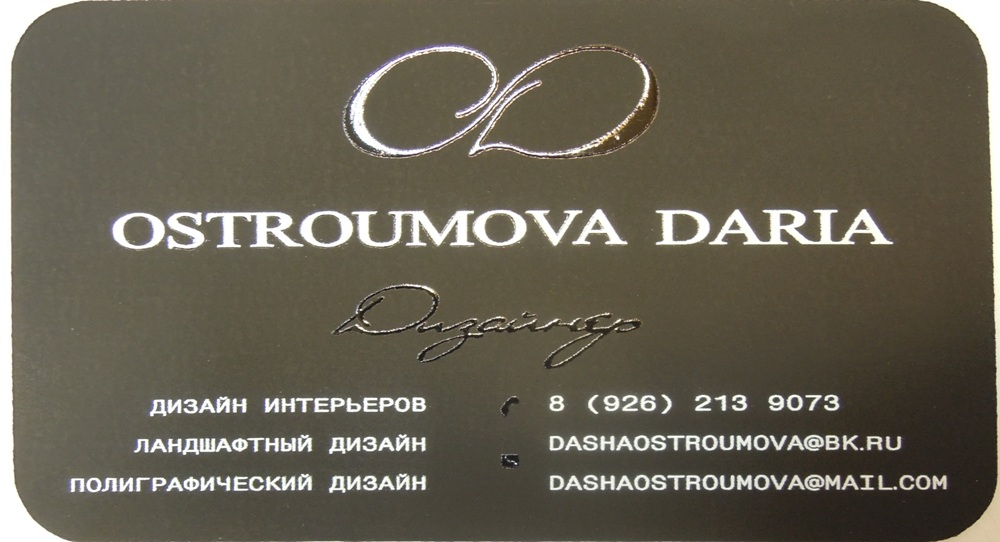 OD
OSTROUMOVA DARIA
Дизайнер
ДИЗАЙН ИНТЕРЬЕРОВ
ЛАНДШАФТНЫЙ ДИЗАЙН
ПОЛИГРАФИЧЕСКИЙ ДИЗАЙН
8 (926) 213 9073
DASHAOSTROUMOVA@BK.RU
DASHAOSTROUMOVA@MAIL.COM